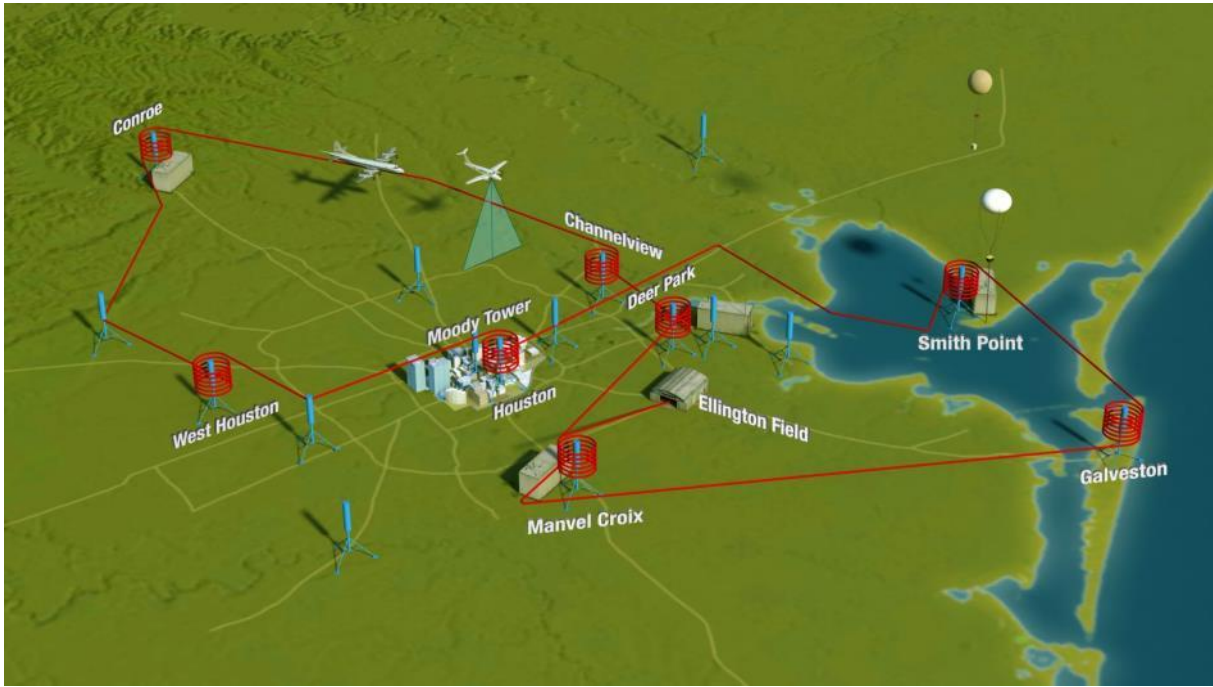 Conroe
Channelview
Deer Park
Moody Tower
Smith Point
Houston
Ellington Field
West Houston
Galveston
Manvel Croix